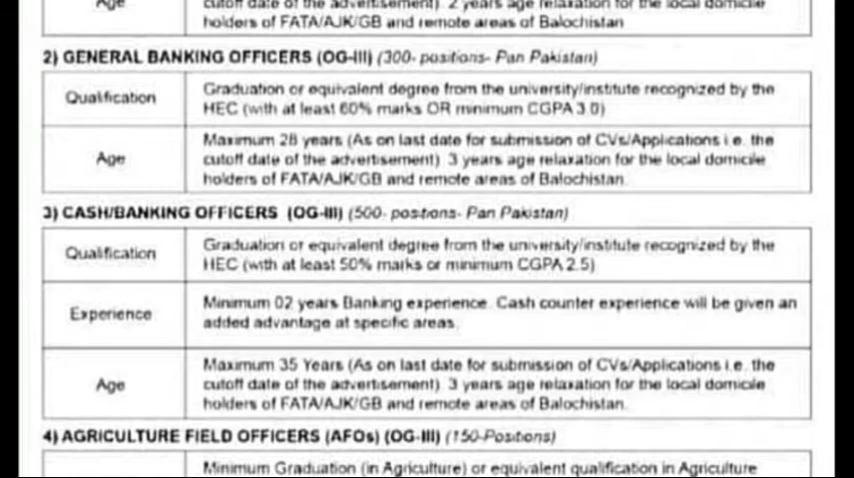 Age
cutoff date of the advertisement). 2 years age relaxation for the local domicile
holders of FATA/AJK/GB and remote areas of Balochistan
2) GENERAL BANKING OFFICERS (OG-III) (300- positions- Pan Pakistan)
Qualification
Graduation or equivalent degree from the university/institute recognized by the
HEC (with at least 60% marks OR minimum CGPA 3.0)
Age
Maximum 28 years (As on last date for submission of CVs/Applications i.e. the
cutoff date of the advertisement). 3 years age relaxation for the local domicile
holders of FATA/AJK/GB and remote areas of Balochistan.
3) CASH/BANKING OFFICERS (OG-III) (500- positions- Pan Pakistan)
Qualification
Graduation or equivalent degree from the university/institute recognized by the
HEC (with at least 50% marks or minimum CGPA 2.5)
Experience
Minimum 02 years Banking experience. Cash counter experience will be given an
added advantage at specific areas.
Age
Maximum 35 Years (As on last date for submission of CVs/Applications i.e. the
cutoff date of the advertisement). 3 years age relaxation for the local domicile
holders of FATA/AJK/GB and remote areas of Balochistan.
4) AGRICULTURE FIELD OFFICERS (AFOs) (OG-III) (150-Positions)
Minimum Graduation (in Agriculture) or equivalent qualification in Agriculture